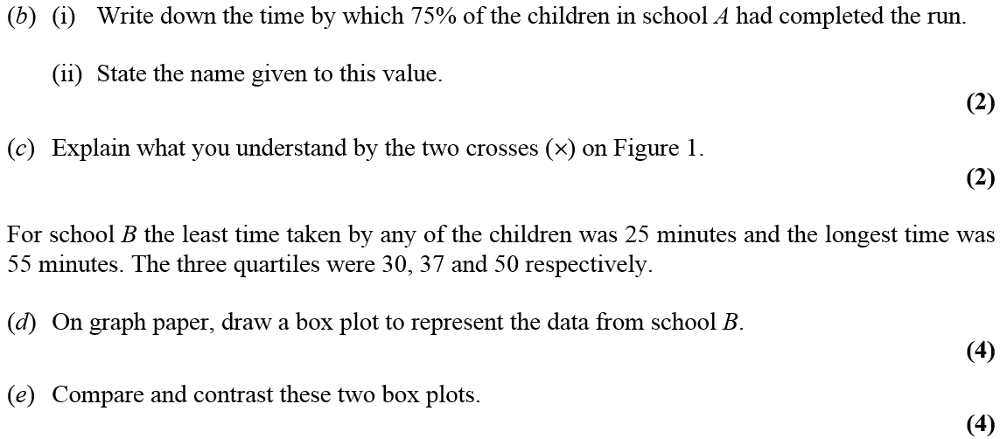 (b) (i) Write down the time by which 75% of the children in school A had completed the run.
(ii) State the name given to this value.
(2)
(c) Explain what you understand by the two crosses (×) on Figure 1.
(2)
For school B the least time taken by any of the children was 25 minutes and the longest time was
55 minutes. The three quartiles were 30, 37 and 50 respectively.
(d) On graph paper, draw a box plot to represent the data from school B.
(4)
(e) Compare and contrast these two box plots.
(4)